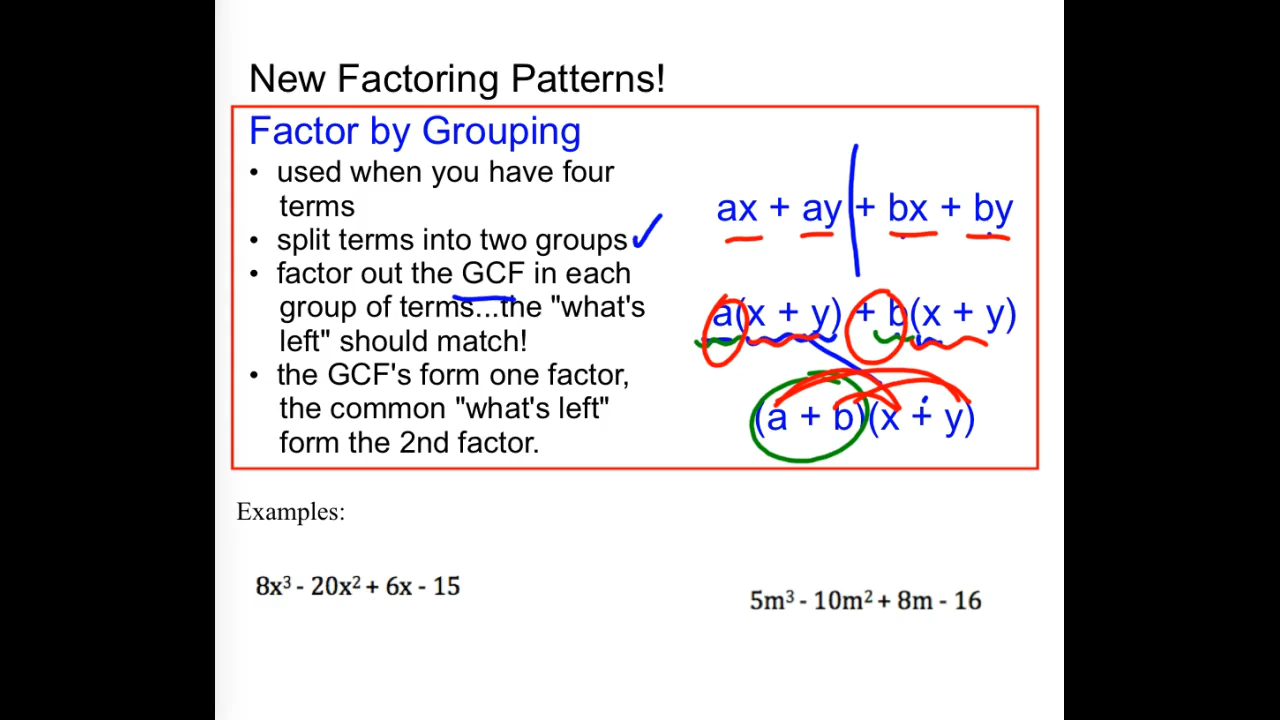 New Factoring Patterns!
Factor by Grouping
• used when you have four
terms
• split terms into two groups
• factor out the GCF in each
group of terms...the "what's
left" should match!
• the GCF's form one factor,
the common "what's left"
form the 2nd factor.
ax + ay + bx + by
a(x + y) + b(x + y)
(a + b)(x + y)
Examples:
8x³ - 20x² + 6x - 15
5m³ - 10m² + 8m - 16